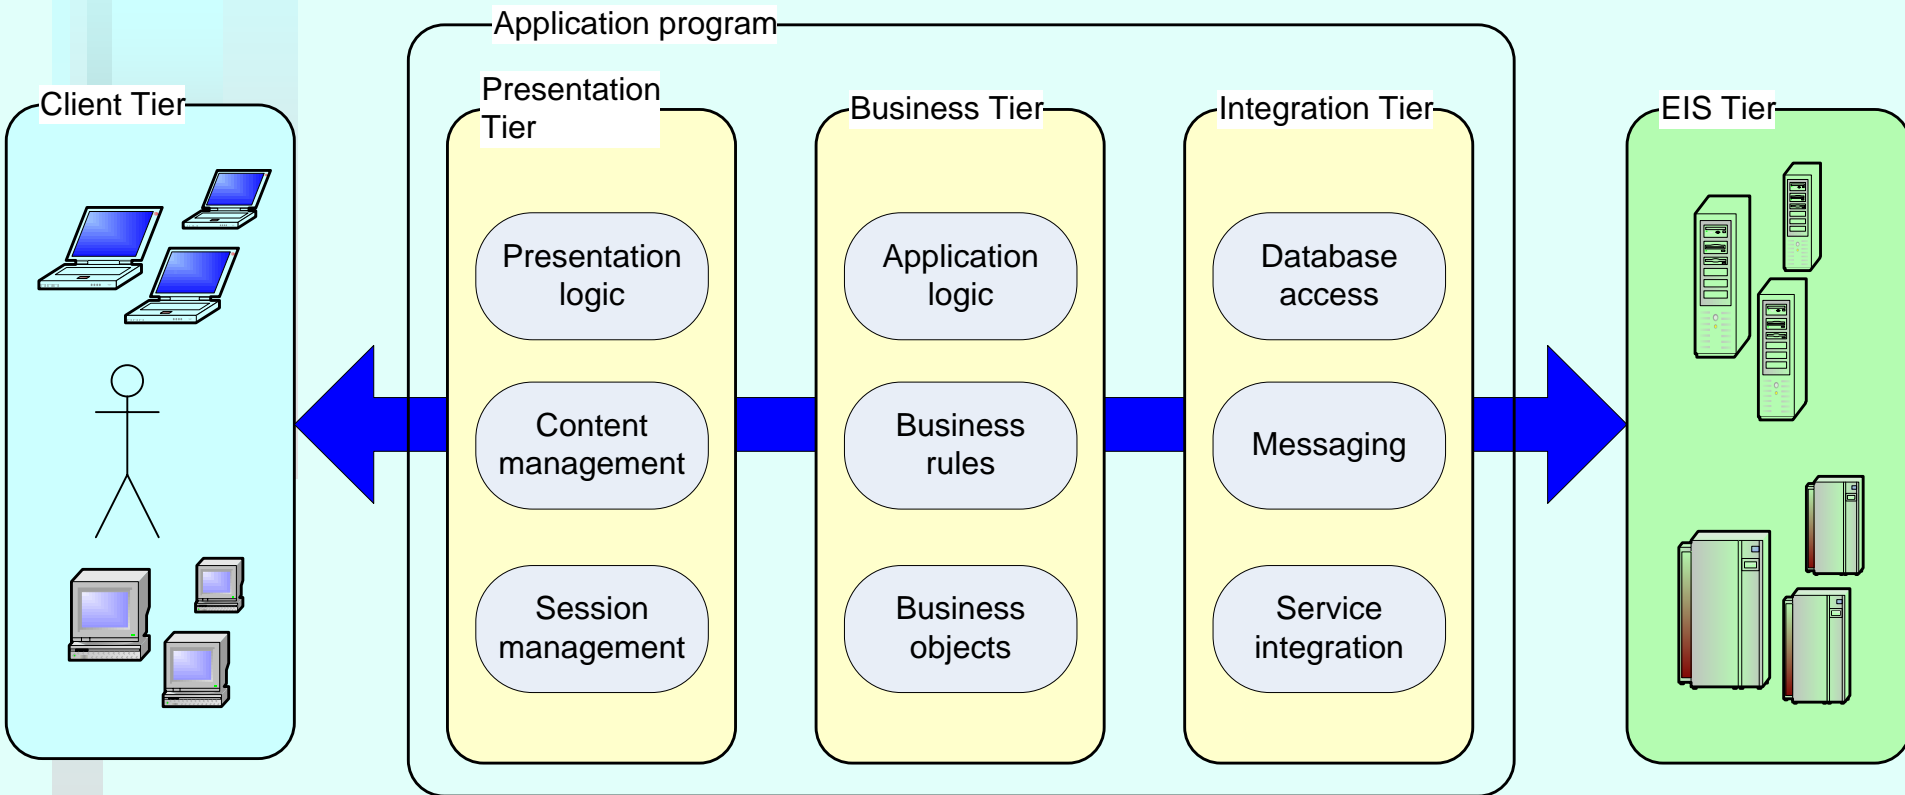 Application program
Client Tier
Presentation
Tier
Business Tier
Integration Tier
EIS Tier
Presentation
logic
Application
logic
Database
access
Content
management
Business
rules
Messaging
Session
management
Business
objects
Service
integration